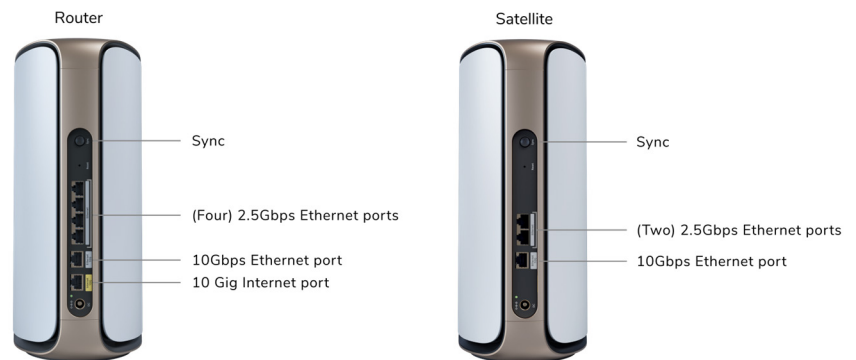 Router
Sync
(Four) 2.5Gbps Ethernet ports
10Gbps Ethernet port
10 Gig Internet port
Satellite
Sync
(Two) 2.5Gbps Ethernet ports
10Gbps Ethernet port